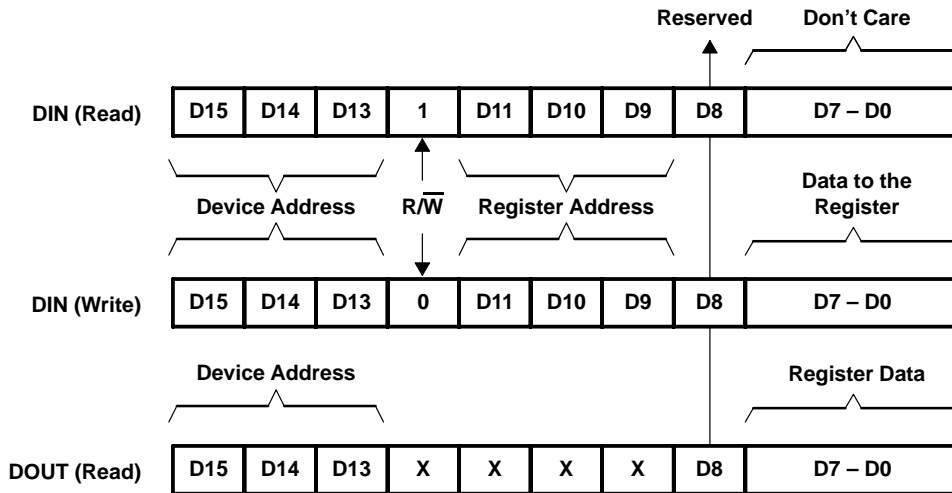 Reserved Don't Care
DIN (Read) D15 D14 D13 1 D11 D10 D9 D8 D7 – D0
Device Address R/W̅ Register Address Data to the
Register
DIN (Write) D15 D14 D13 0 D11 D10 D9 D8 D7 – D0
Device Address Register Data
DOUT (Read) D15 D14 D13 X X X X D8 D7 – D0